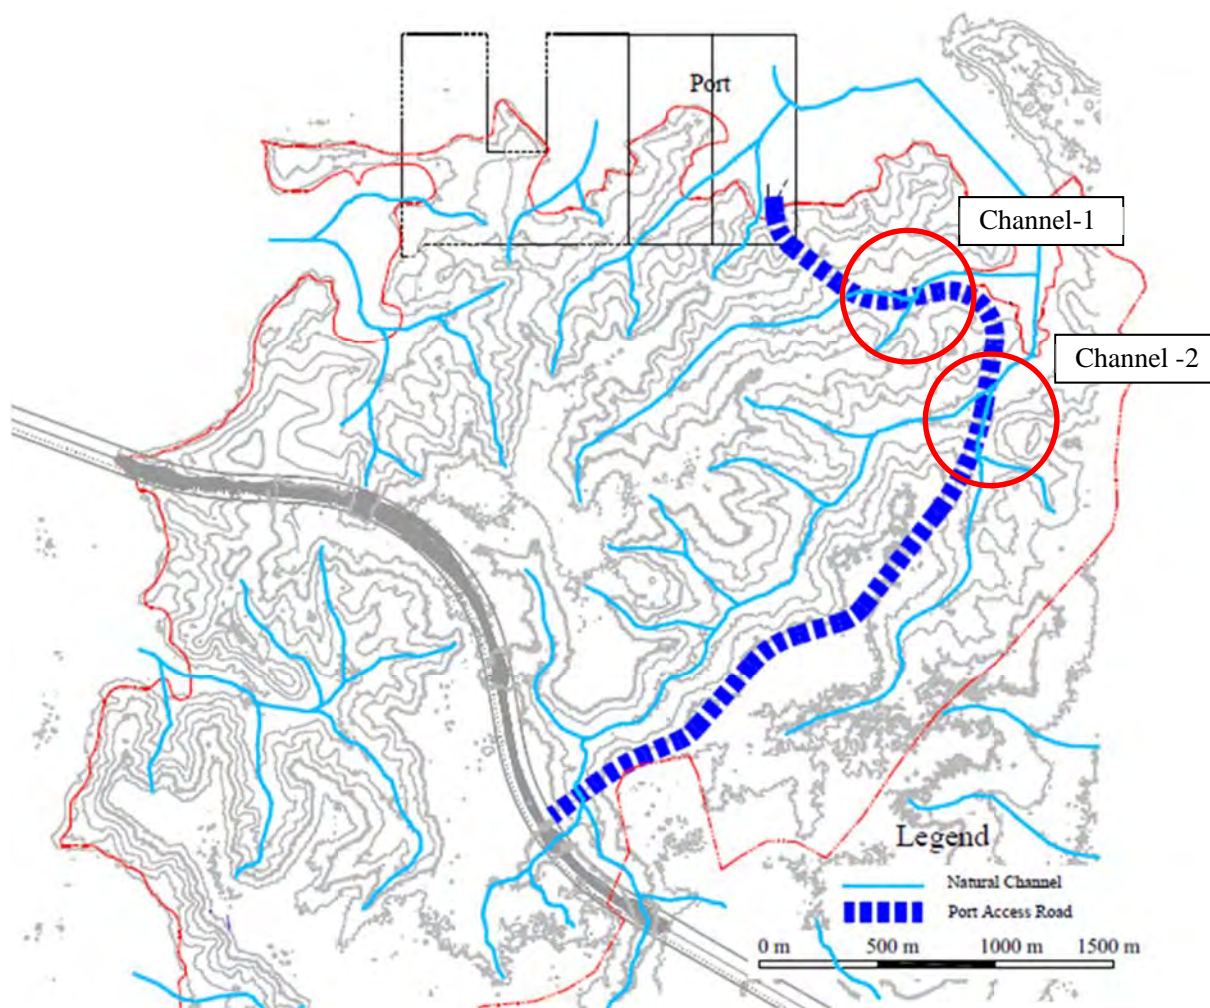 Port
Channel-1
Channel -2
Legend
Natural Channel
Port Access Road
0 m 500 m 1000 m 1500 m